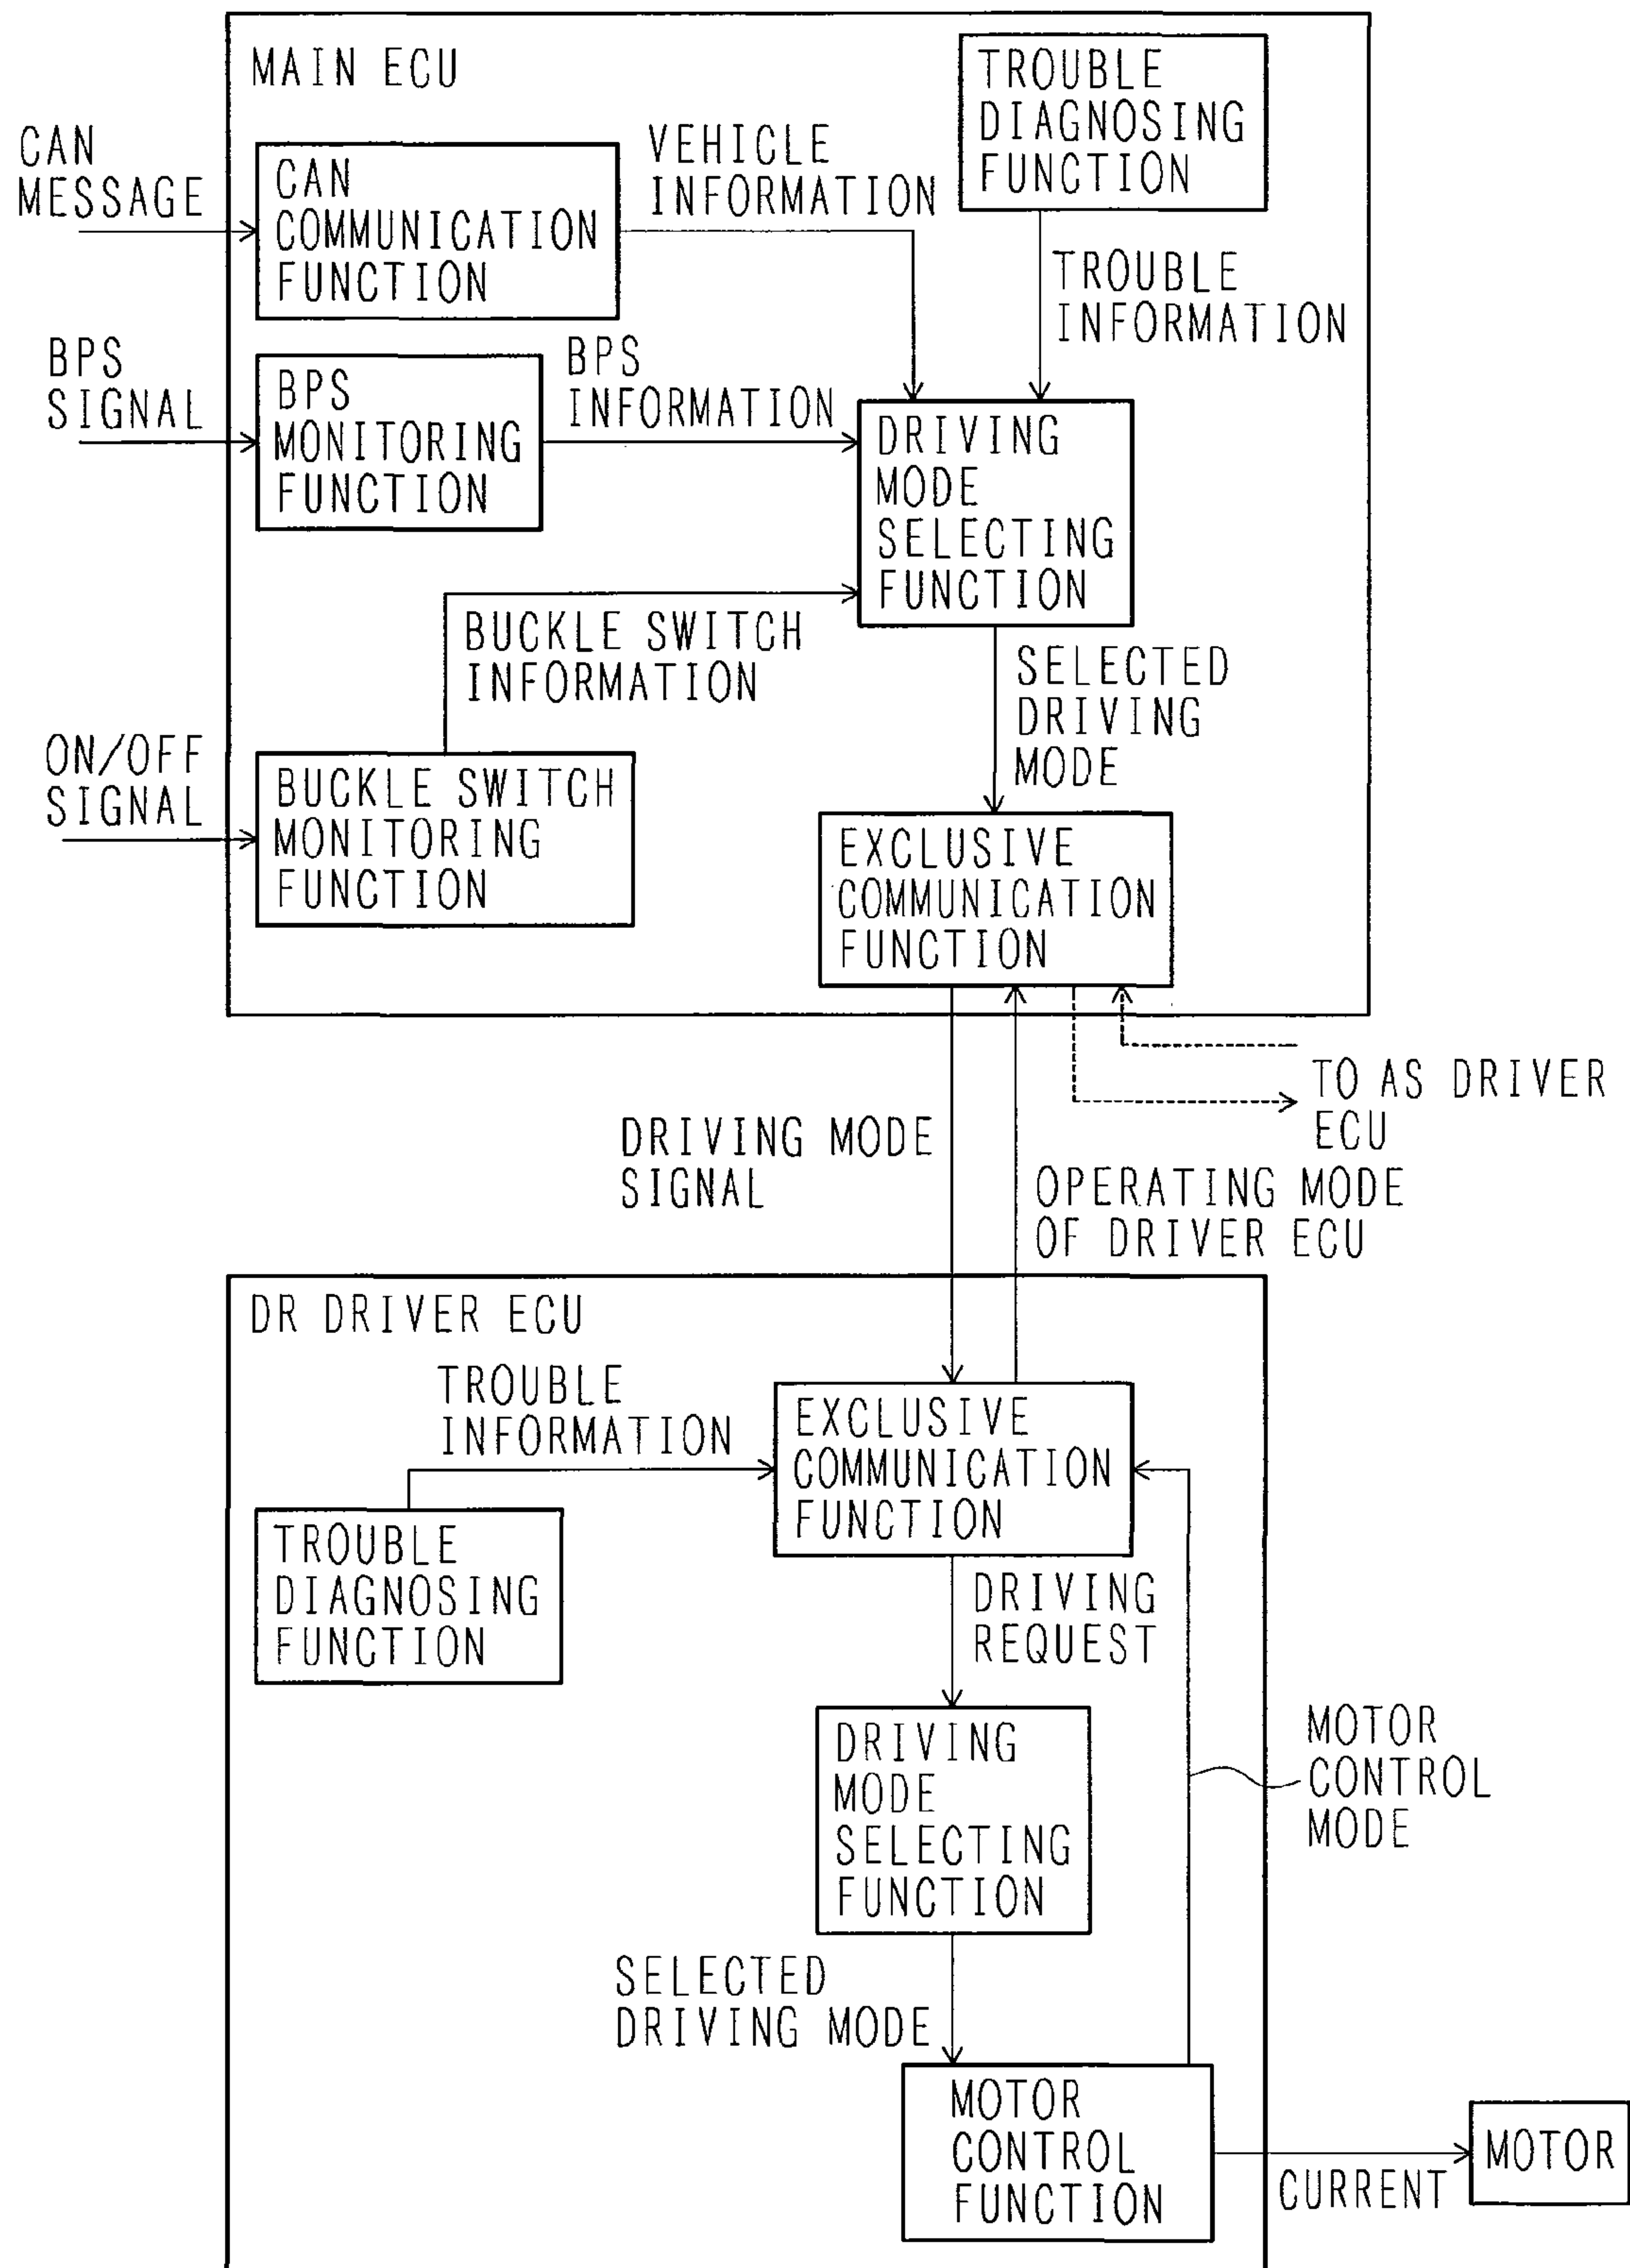 MAIN ECU
TROUBLE
DIAGNOSING
FUNCTION
CAN
MESSAGE
CAN
COMMUNICATION
FUNCTION
VEHICLE
INFORMATION
TROUBLE
INFORMATION
BPS
SIGNAL
BPS
MONITORING
FUNCTION
BPS
INFORMATION
DRIVING
MODE
SELECTING
FUNCTION
BUCKLE SWITCH
INFORMATION
SELECTED
DRIVING
MODE
ON/OFF
SIGNAL
BUCKLE SWITCH
MONITORING
FUNCTION
EXCLUSIVE
COMMUNICATION
FUNCTION
TO AS DRIVER
ECU
DRIVING MODE
SIGNAL
OPERATING MODE
OF DRIVER ECU
DR DRIVER ECU
TROUBLE
INFORMATION
EXCLUSIVE
COMMUNICATION
FUNCTION
TROUBLE
DIAGNOSING
FUNCTION
DRIVING
REQUEST
DRIVING
MODE
SELECTING
FUNCTION
MOTOR
CONTROL
MODE
SELECTED
DRIVING MODE
MOTOR
CONTROL
FUNCTION
CURRENT
MOTOR